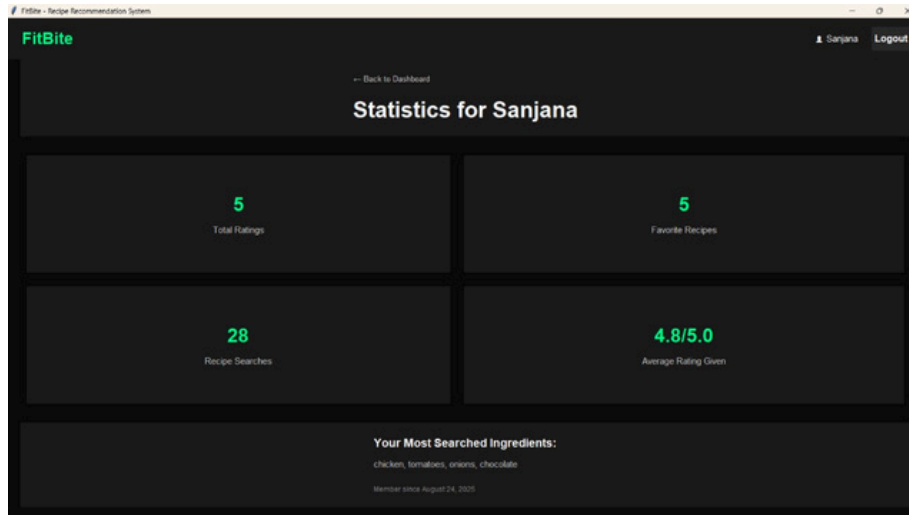 FitBite - Recipe Recommendation System
FitBite
Sanjana
Logout
← Back to Dashboard
Statistics for Sanjana
5
Total Ratings
5
Favorite Recipes
28
Recipe Searches
4.8/5.0
Average Rating Given
Your Most Searched Ingredients:
chicken, tomatoes, onions, chocolate
Member since August 24, 2025